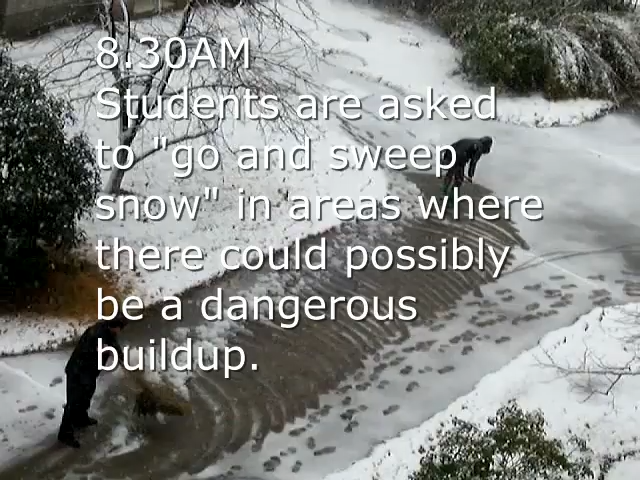 8.30AM
Students are asked
to "go and sweep
snow" in areas where
there could possibly
be a dangerous
buildup.